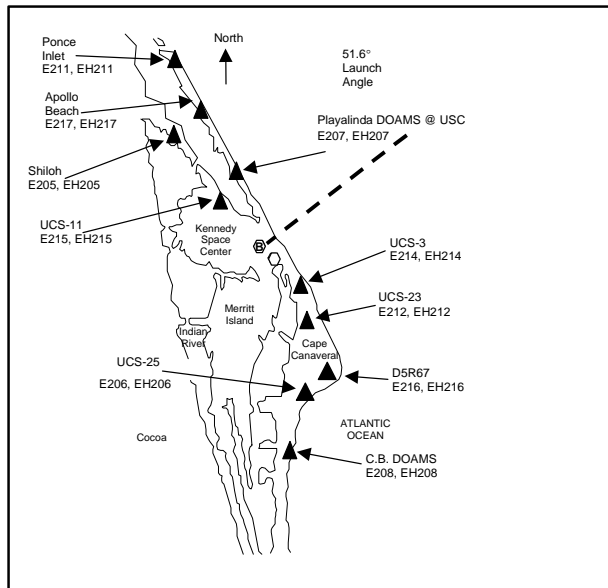 Ponce
Inlet
E211, EH211
North
51.6°
Launch
Angle
Apollo
Beach
E217, EH217
Playalinda DOAMS @ USC
E207, EH207
Shiloh
E205, EH205
UCS-11
E215, EH215
Kennedy
Space
Center
UCS-3
E214, EH214
UCS-23
E212, EH212
Merritt
Island
Indian
River
Cape
Canaveral
UCS-25
E206, EH206
D5R67
E216, EH216
ATLANTIC
OCEAN
Cocoa
C.B. DOAMS
E208, EH208